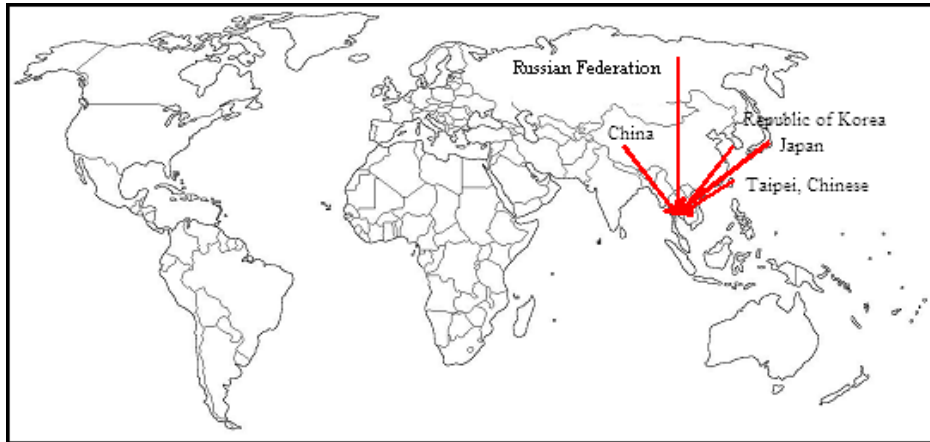 Russian Federation
Republic of Korea
China
Japan
Taipei, Chinese